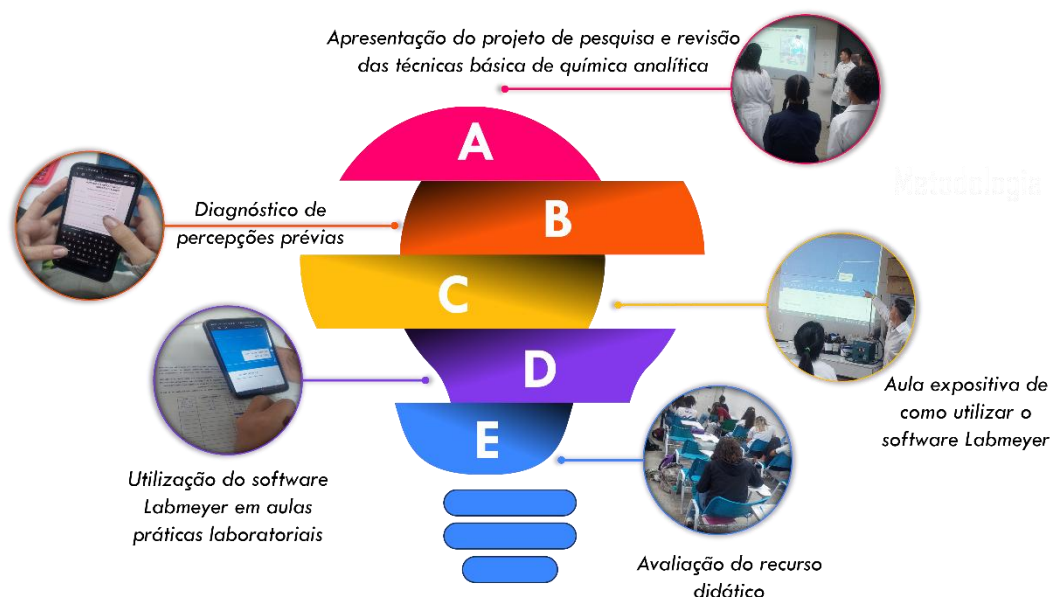 Apresentação do projeto de pesquisa e revisão
das técnicas básica de química analítica
A
Metodologia
Diagnóstico de
percepções prévias
B
C
Aula expositiva de
como utilizar o
software Labmeyer
D
Utilização do software
Labmeyer em aulas
práticas laboratoriais
E
Avaliação do recurso
didático